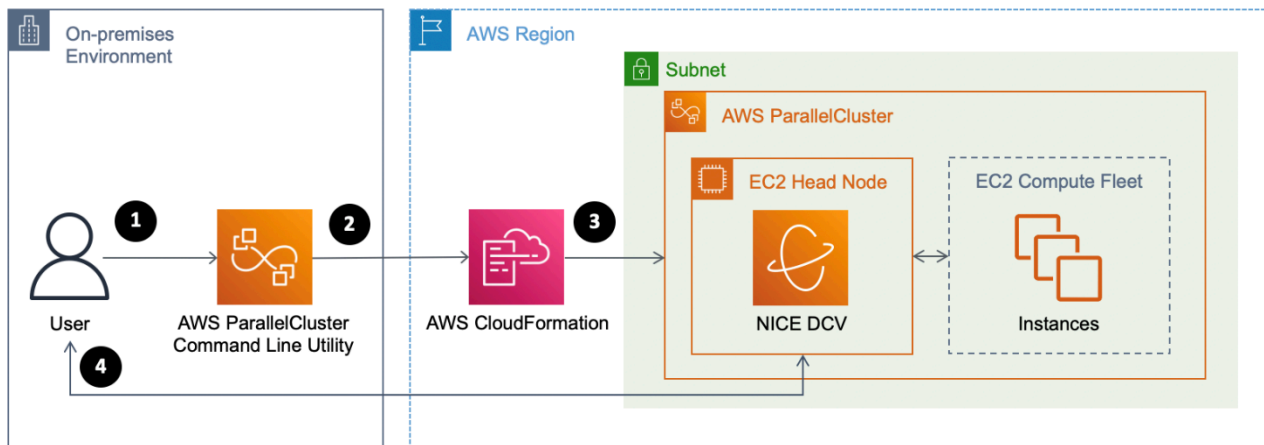 On-premises
Environment
AWS Region
Subnet
AWS ParallelCluster
EC2 Head Node
EC2 Compute Fleet
1
2
3
User
AWS ParallelCluster
Command Line Utility
AWS CloudFormation
NICE DCV
Instances
4